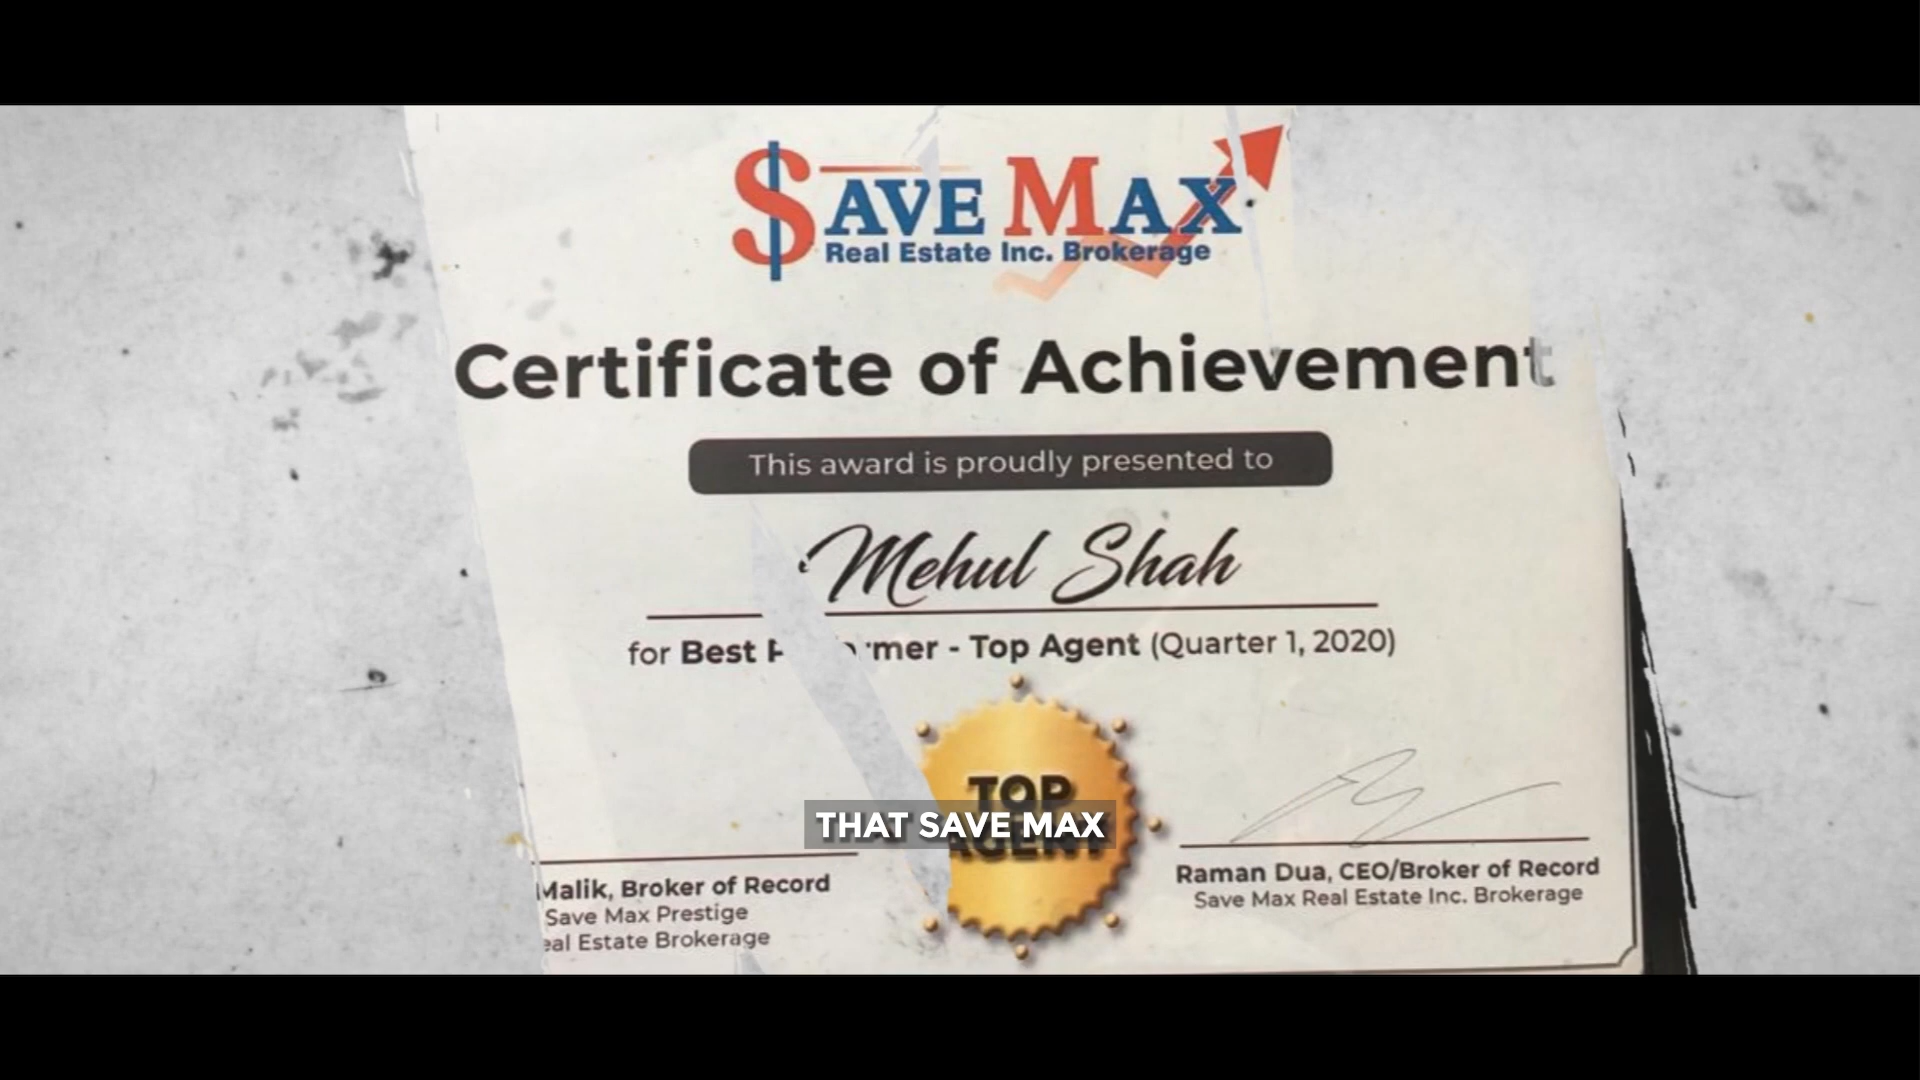 $AVE MAX
Real Estate Inc. Brokerage
Certificate of Achievement
This award is proudly presented to
Mehul Shah
for Best - Top Agent (Quarter 1, 2020)
TOP
AGENT
THAT SAVE MAX
Malik, Broker of Record
Save Max Prestige
Estate Brokerage
Raman Dua, CEO/Broker of Record
Save Max Real Estate Inc. Brokerage